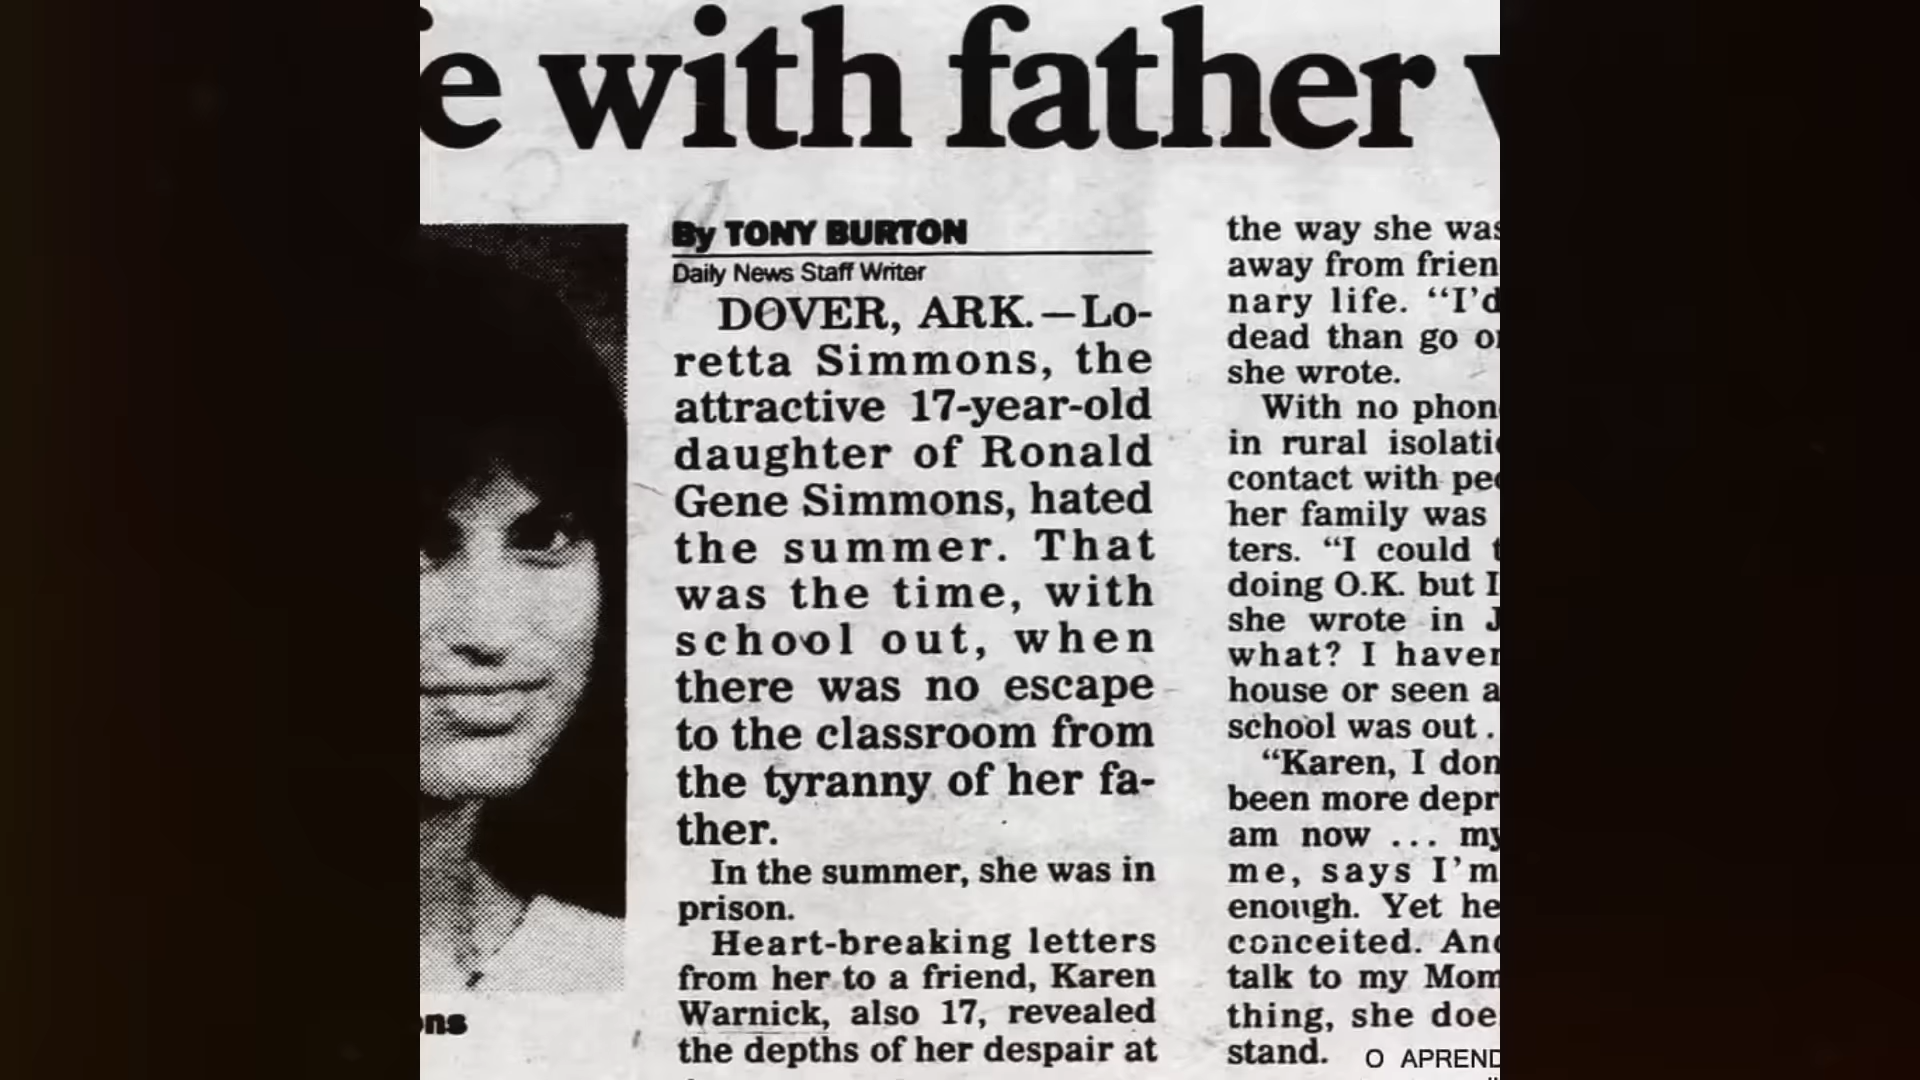 e with father
By TONY BURTON
Daily News Staff Writer
DOVER, ARK.—Lo-
retta Simmons, the
attractive 17-year-old
daughter of Ronald
Gene Simmons, hated
the summer. That
was the time, with
school out, when
there was no escape
to the classroom from
the tyranny of her fa-
ther.
In the summer, she was in
prison.
Heart-breaking letters
from her to a friend, Karen
Warnick, also 17, revealed
the depths of her despair at
the way she was
away from frien
nary life. “I’d
dead than go o
she wrote.
With no phon
in rural isolati
contact with pe
her family was
ters. “I could t
doing O.K. but I
she wrote in J
what? I haven
house or seen a
school was out .
“Karen, I don
been more depr
am now ... my
me, says I’m
enough. Yet he
conceited. And
talk to my Mom
thing, she doe
stand.
O APREND
ons